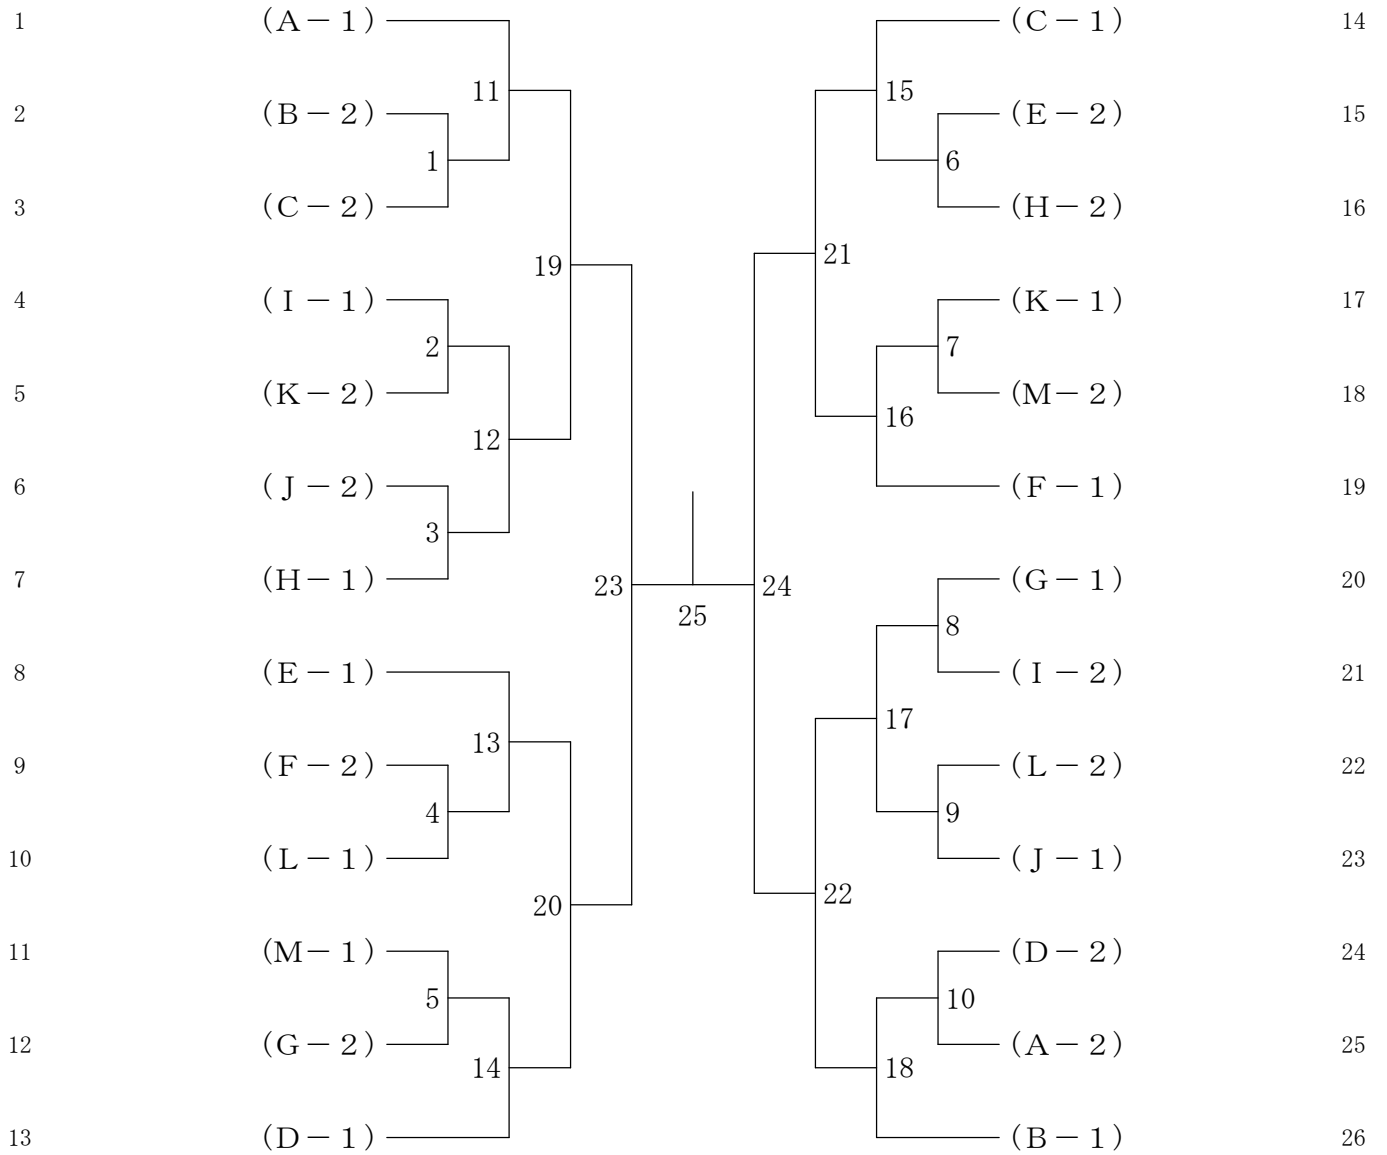 1 (A－1) (C－1) 14
11 15
2 (B－2) (E－2) 15
1 6
3 (C－2) (H－2) 16
21
19
4 (I－1) (K－1) 17
2 7
5 (K－2) (M－2) 18
16
12
6 (J－2) (F－1) 19
3
7 (H－1) (G－1) 20
23 24
25
8
8 (E－1) (I－2) 21
17
13
9 (F－2) (L－2) 22
4 9
10 (L－1) (J－1) 23
22
20
11 (M－1) (D－2) 24
5 10
12 (G－2) (A－2) 25
14 18
13 (D－1) (B－1) 26